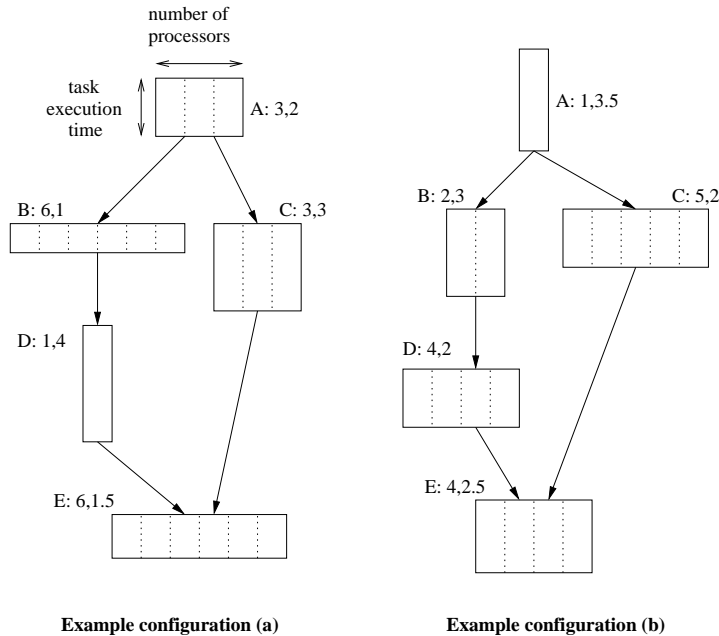 number of
processors
task
execution
time
A: 3,2
A: 1,3.5
B: 6,1
C: 3,3
B: 2,3
C: 5,2
D: 1,4
D: 4,2
E: 6,1.5
E: 4,2.5
Example configuration (a)
Example configuration (b)